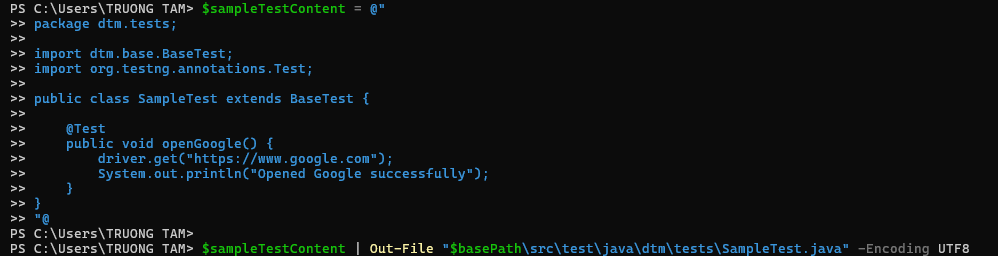 PS C:\Users\TRUONG TAM> $sampleTestContent = @"
>> package dtm.tests;
>>
>> import dtm.base.BaseTest;
>> import org.testng.annotations.Test;
>>
>> public class SampleTest extends BaseTest {
>>
>>     @Test
>>     public void openGoogle() {
>>         driver.get("https://www.google.com");
>>         System.out.println("Opened Google successfully");
>>     }
>> }
>> "@
PS C:\Users\TRUONG TAM>
PS C:\Users\TRUONG TAM> $sampleTestContent | Out-File "$basePath\src\test\java\dtm\tests\SampleTest.java" -Encoding UTF8